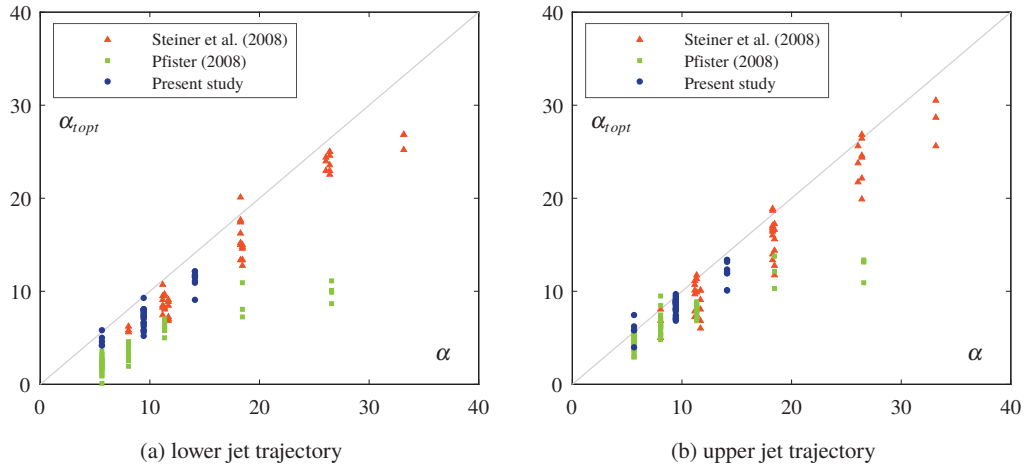 40
30
20
10
0
α_topt
Steiner et al. (2008)
Pfister (2008)
Present study
α
0 10 20 30 40
(a) lower jet trajectory
40
30
20
10
0
α_topt
Steiner et al. (2008)
Pfister (2008)
Present study
α
0 10 20 30 40
(b) upper jet trajectory